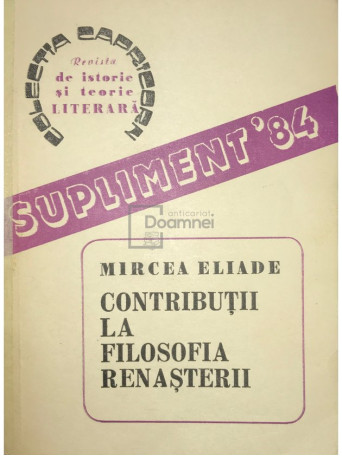 COLECȚIA CAPRICORN
Revista
de istorie
și teorie
LITERARĂ
SUPLIMENT '84
anticariat
Doamnei
MIRCEA ELIADE
CONTRIBUȚII
LA
FILOSOFIA
RENAȘTERII